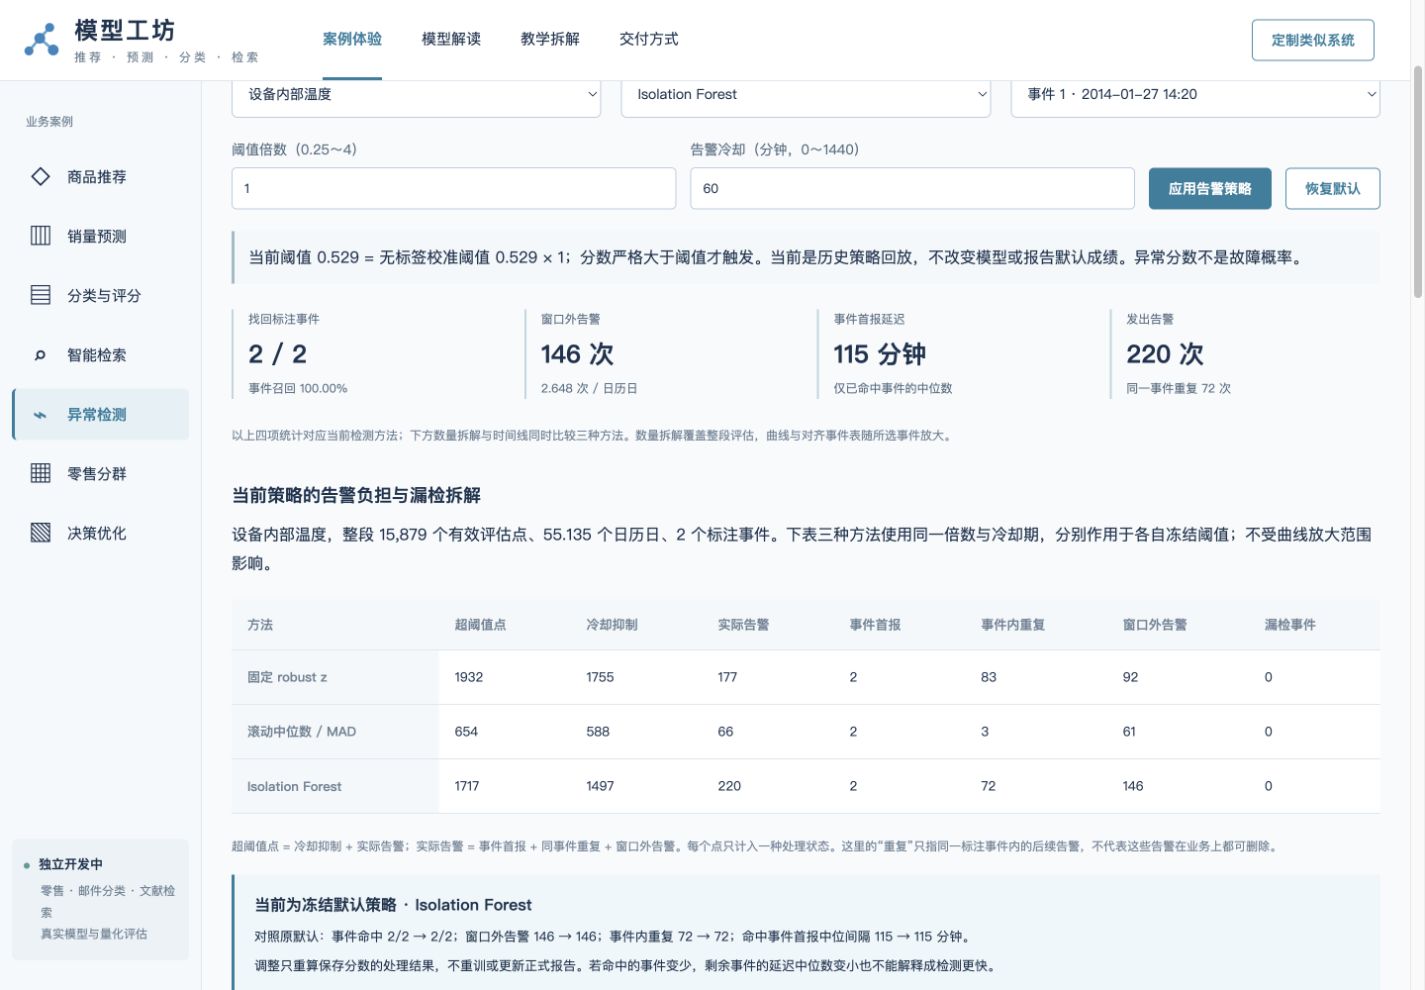 模型工坊
推荐 · 预测 · 分类 · 检索
案例体验 模型解读 教学拆解 交付方式
定制类似系统
业务案例
商品推荐
销量预测
分类与评分
智能检索
异常检测
零售分群
决策优化
独立开发中
零售 · 邮件分类 · 文献检
索
真实模型与量化评估
设备内部温度 Isolation Forest 事件 1 · 2014-01-27 14:20
阈值倍数（0.25～4） 告警冷却（分钟，0～1440）
1 60 应用告警策略 恢复默认
当前阈值 0.529 = 无标签校准阈值 0.529 × 1；分数严格大于阈值才触发。当前是历史策略回放，不改变模型或报告默认成绩。异常分数不是故障概率。
找回标注事件 窗口外告警 事件首报延迟 发出告警
2 / 2 146 次 115 分钟 220 次
事件召回 100.00% 2.648 次 / 日历日 仅已命中事件的中位数 同一事件重复 72 次
以上四项统计对应当前检测方法；下方数量拆解与时间线同时比较三种方法。数量拆解覆盖整段评估，曲线与对齐事件表随所选事件放大。
当前策略的告警负担与漏检拆解
设备内部温度，整段 15,879 个有效评估点、55.135 个日历日、2 个标注事件。下表三种方法使用同一倍数与冷却期，分别作用于各自冻结阈值；不受曲线放大范围
影响。
方法 超阈值点 冷却抑制 实际告警 事件首报 事件内重复 窗口外告警 漏检事件
固定 robust z 1932 1755 177 2 83 92 0
滚动中位数 / MAD 654 588 66 2 3 61 0
Isolation Forest 1717 1497 220 2 72 146 0
超阈值点 = 冷却抑制 + 实际告警；实际告警 = 事件首报 + 同事件重复 + 窗口外告警。每个点只计入一种处理状态。这里的“重复”只指同一标注事件内的后续告警，不代表这些告警在业务上都可删除。
当前为冻结默认策略 · Isolation Forest
对照原默认：事件命中 2/2 → 2/2；窗口外告警 146 → 146；事件内重复 72 → 72；命中事件首报中位间隔 115 → 115 分钟。
调整只重算保存分数的处理结果，不重训或更新正式报告。若命中的事件变少，剩余事件的延迟中位数变小也不能解释成检测更快。